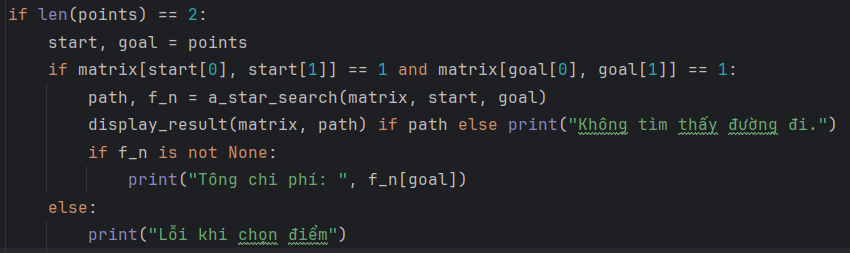 if len(points) == 2:
    start, goal = points
    if matrix[start[0], start[1]] == 1 and matrix[goal[0], goal[1]] == 1:
        path, f_n = a_star_search(matrix, start, goal)
        display_result(matrix, path) if path else print("Không tìm thấy đường đi.")
        if f_n is not None:
            print("Tông chi phí: ", f_n[goal])
    else:
        print("Lỗi khi chọn điểm")